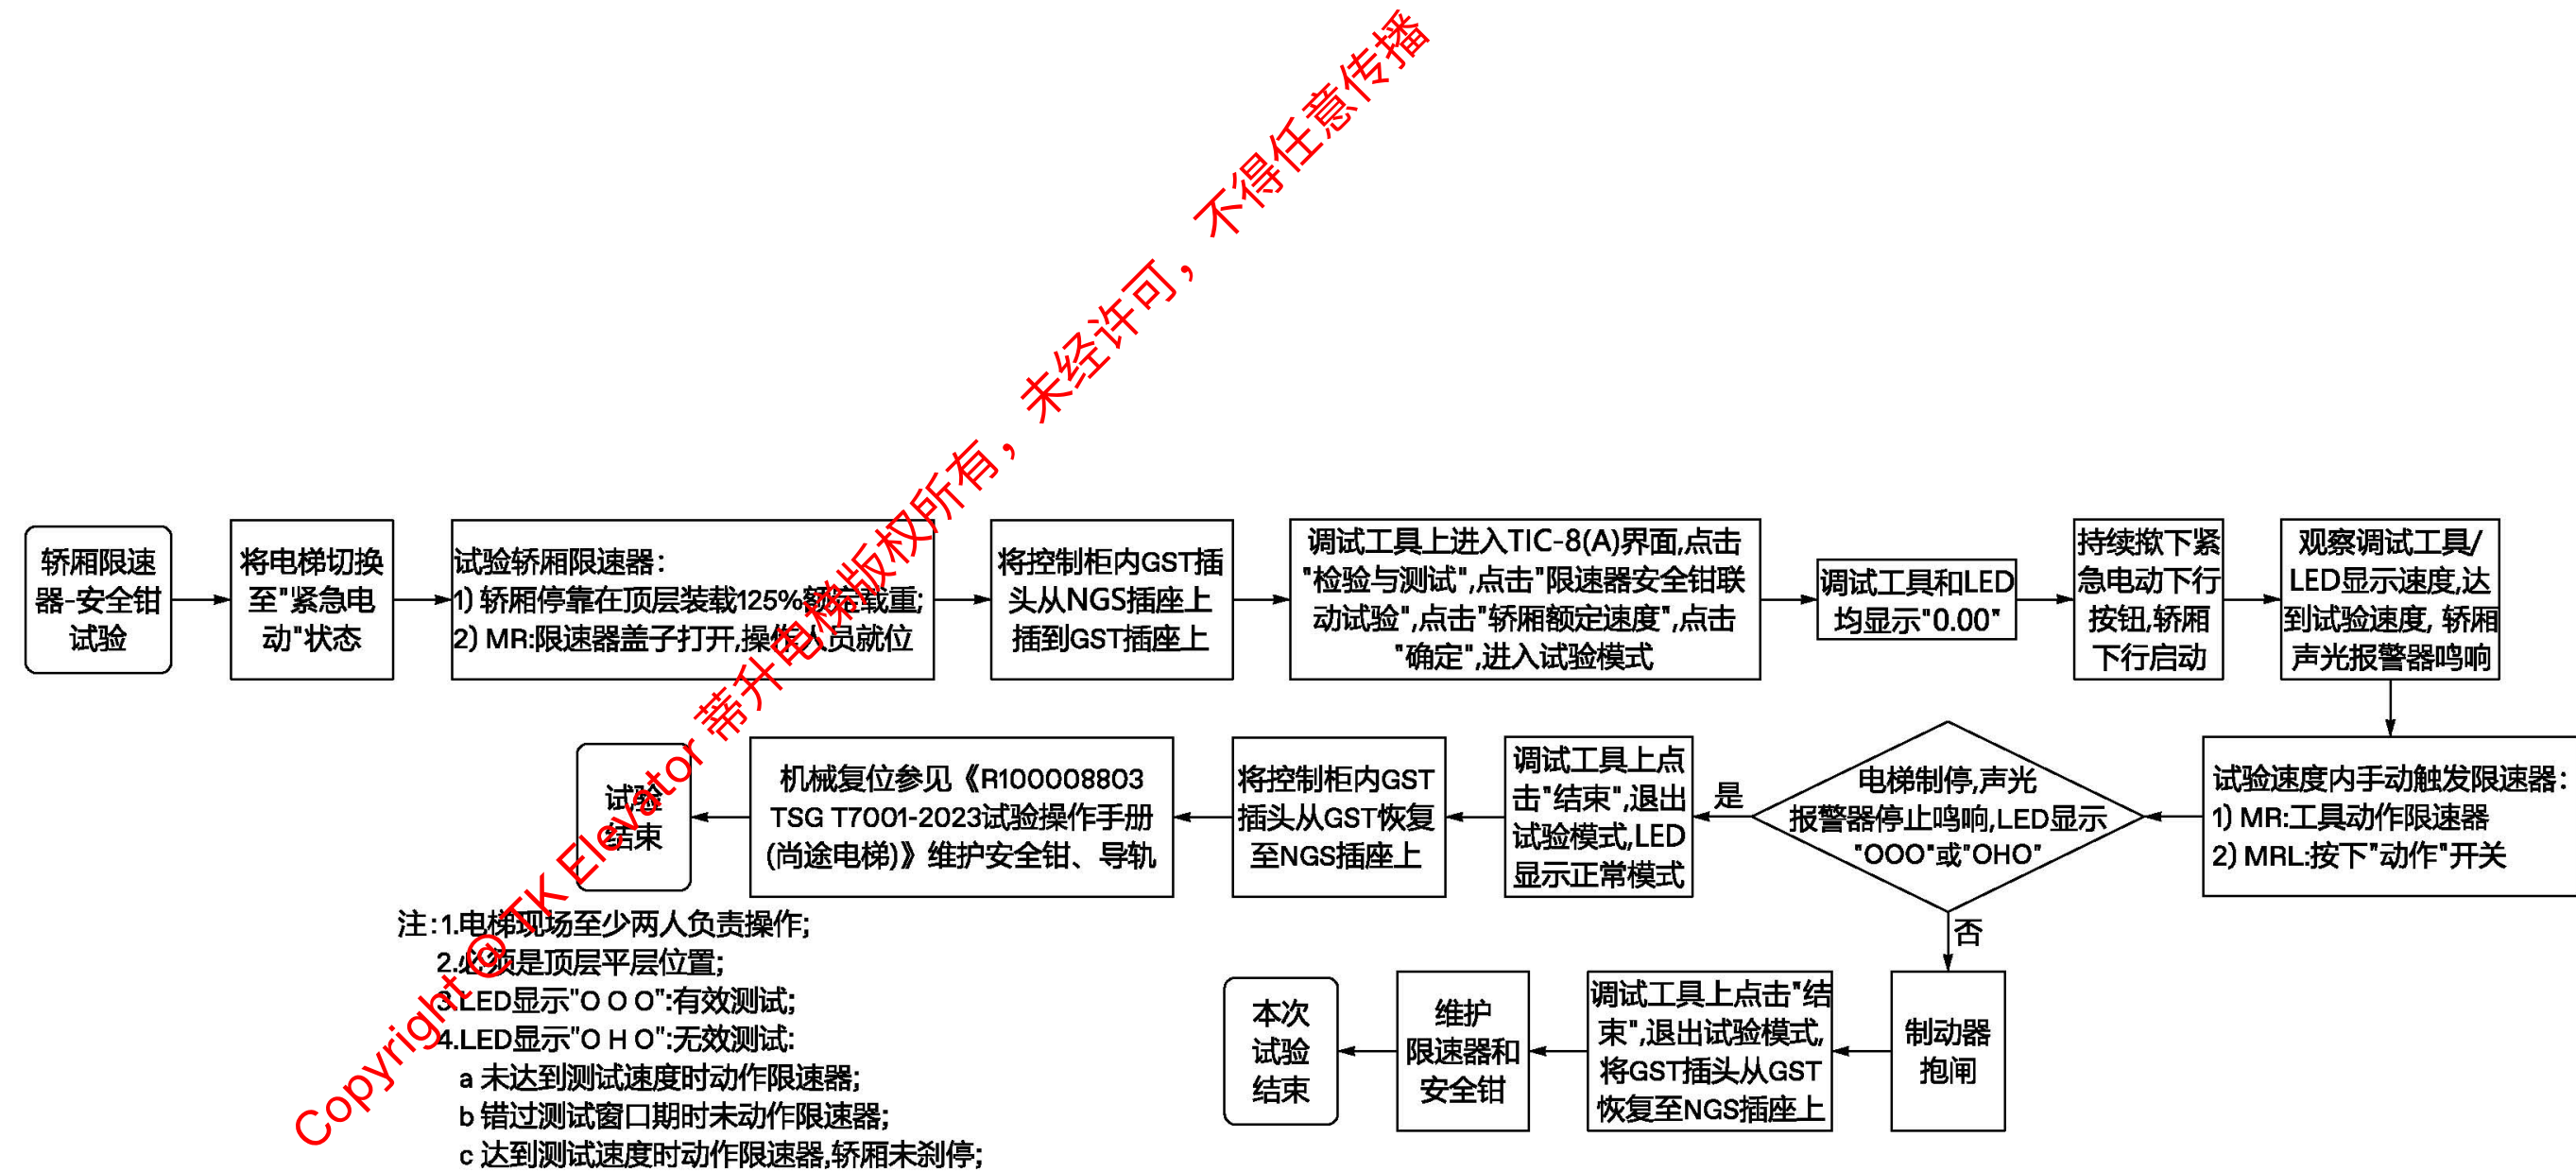 轿厢限速
器-安全钳
试验
将电梯切换
至"紧急电
动"状态
试验轿厢限速器：
1) 轿厢停靠在顶层装载125%额定载重;
2) MR:限速器盖子打开,操作人员就位
将控制柜内GST插
头从NGS插座上
插到GST插座上
调试工具上进入TIC-8(A)界面,点击
"检验与测试",点击"限速器安全钳联
动试验",点击"轿厢额定速度",点击
"确定",进入试验模式
调试工具和LED
均显示"0.00"
持续揿下紧
急电动下行
按钮,轿厢
下行启动
观察调试工具/
LED显示速度,达
到试验速度, 轿厢
声光报警器鸣响
试验速度内手动触发限速器：
1) MR:工具动作限速器
2) MRL:按下"动作"开关
电梯制停,声光
报警器停止鸣响,LED显示
"OOO"或"OHO"
是
调试工具上点
击"结束",退出
试验模式,LED
显示正常模式
将控制柜内GST
插头从GST恢复
至NGS插座上
机械复位参见《R100008803
TSG T7001-2023试验操作手册
(尚途电梯)》维护安全钳、导轨
试验
结束
否
制动器
抱闸
调试工具上点击"结
束",退出试验模式,
将GST插头从GST
恢复至NGS插座上
维护
限速器和
安全钳
本次
试验
结束
注：1.电梯现场至少两人负责操作;
2.必须是顶层平层位置;
3.LED显示"O O O":有效测试;
4.LED显示"O H O":无效测试:
a 未达到测试速度时动作限速器;
b 错过测试窗口期时未动作限速器;
c 达到测试速度时动作限速器,轿厢未刹停;
Copyright @ TK Elevator 蒂升电梯版权所有，未经许可，不得任意传播